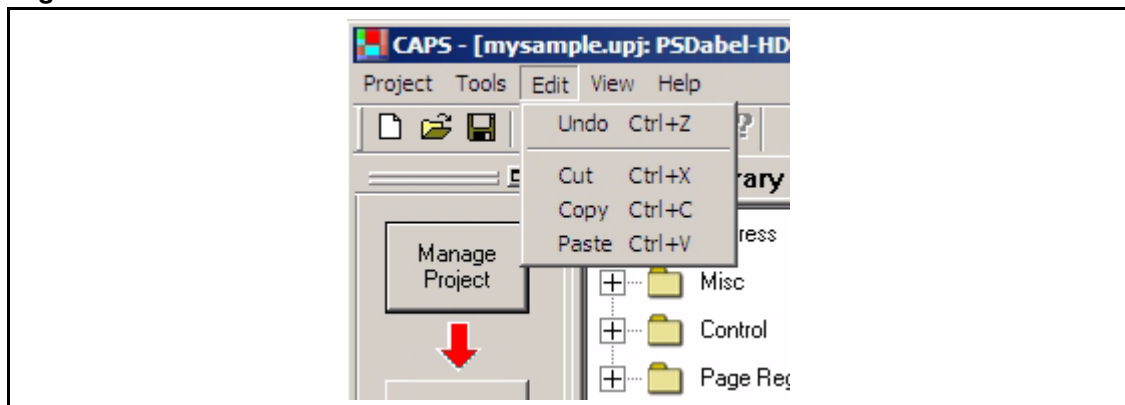 CAPS - [mysample.upj: PSDabel-HD
Project Tools Edit View Help
Undo Ctrl+Z
?
Cut Ctrl+X
rary
Copy Ctrl+C
ress
Paste Ctrl+V
Manage
Project
Misc
Control
Page Reg